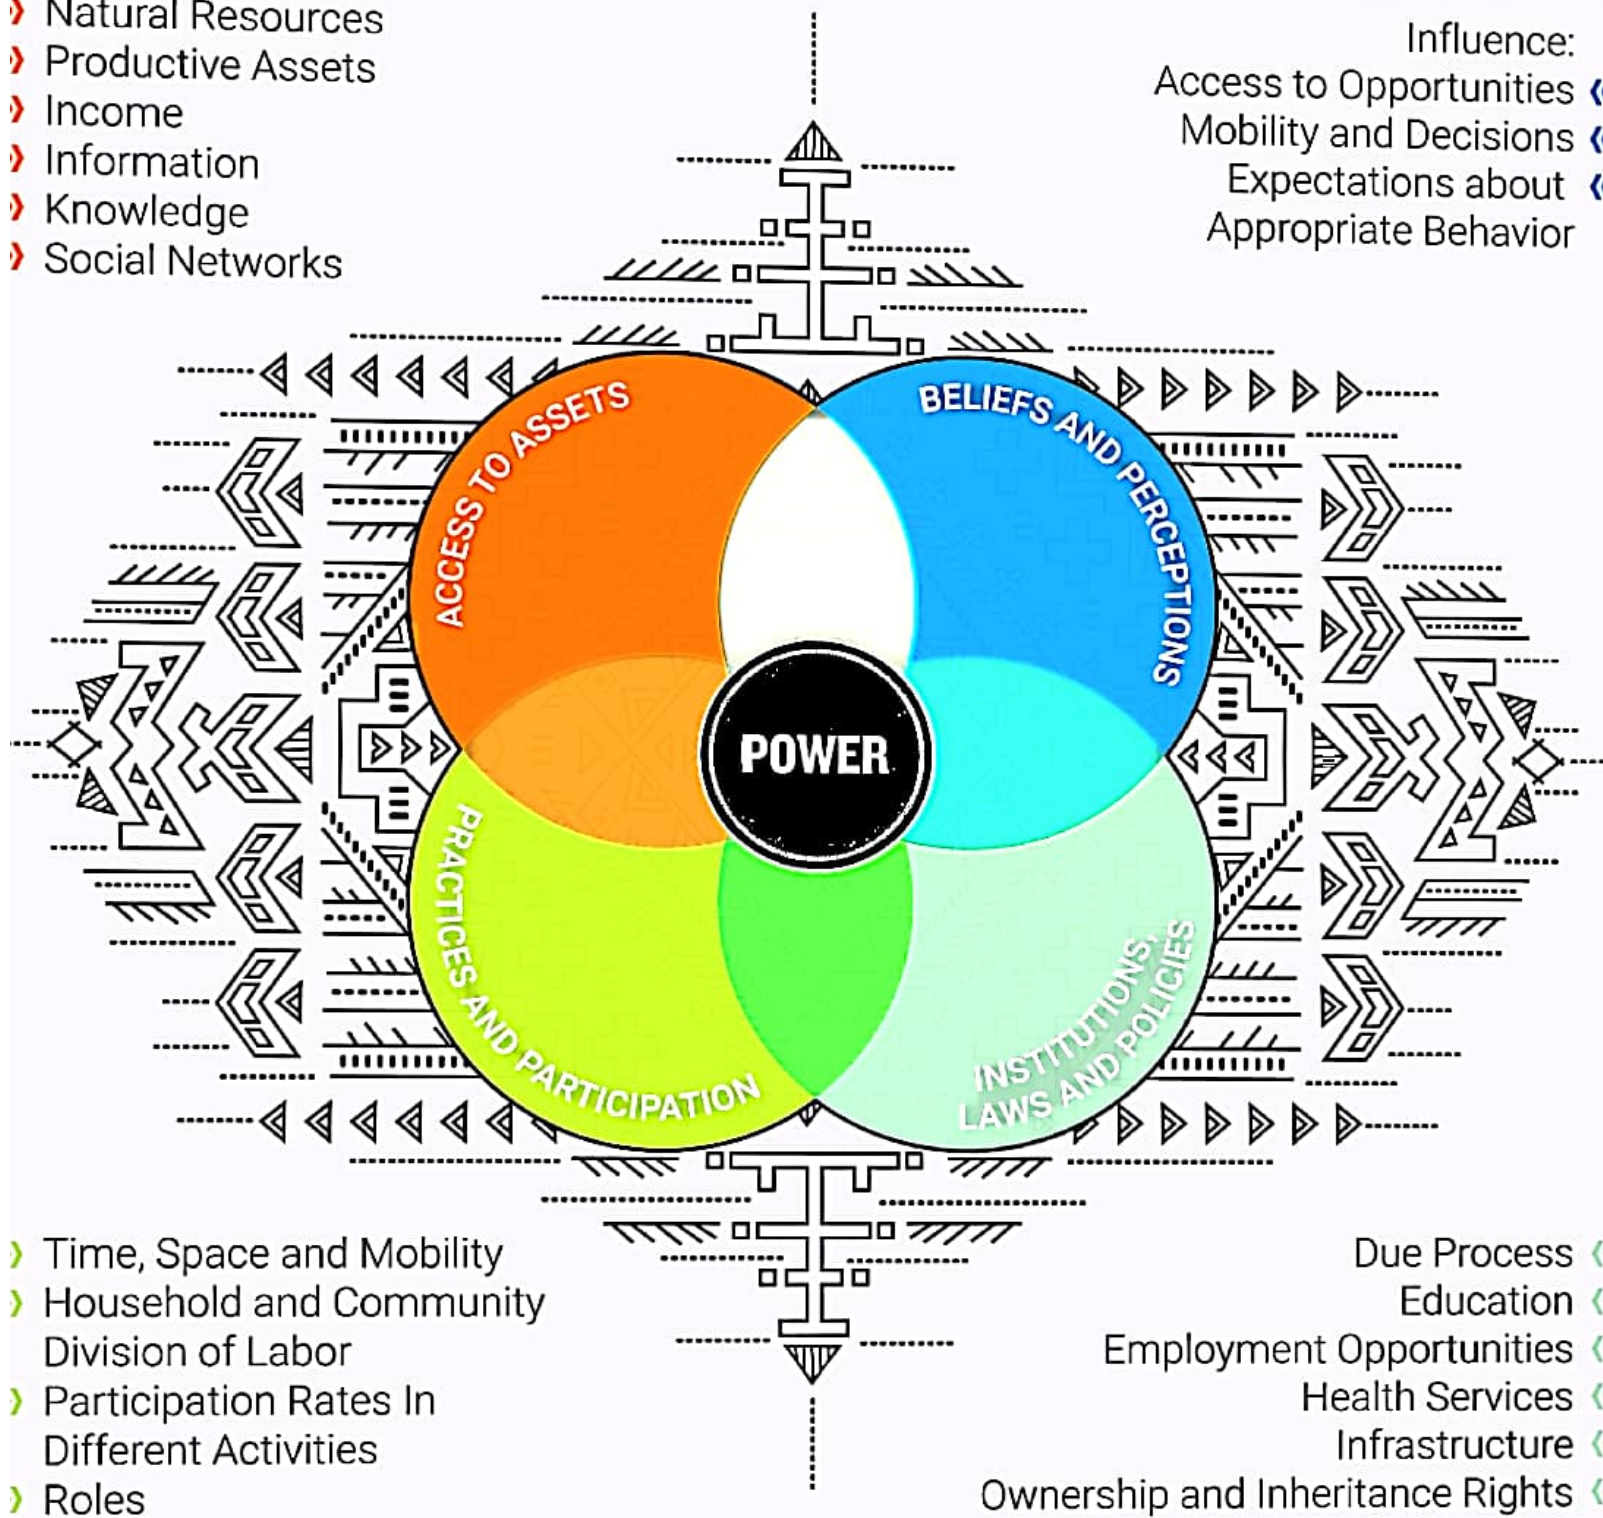 Natural Resources
Productive Assets
Income
Information
Knowledge
Social Networks
Influence:
Access to Opportunities
Mobility and Decisions
Expectations about
Appropriate Behavior
ACCESS TO ASSETS
BELIEFS AND PERCEPTIONS
POWER
PRACTICES AND PARTICIPATION
INSTITUTIONS,
LAWS AND POLICIES
Time, Space and Mobility
Household and Community
Division of Labor
Participation Rates In
Different Activities
Roles
Due Process
Education
Employment Opportunities
Health Services
Infrastructure
Ownership and Inheritance Rights